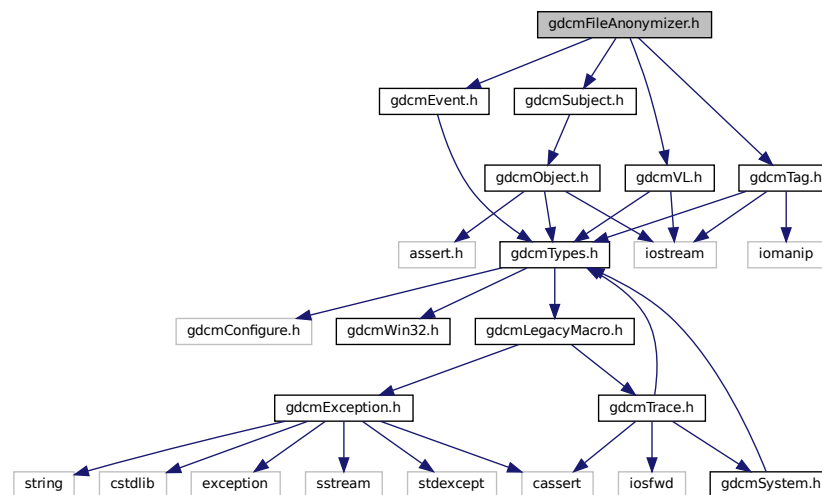 gdcmFileAnonymizer.h
gdcmEvent.h
gdcmSubject.h
gdcmObject.h
gdcmVL.h
gdcmTag.h
assert.h
gdcmTypes.h
iostream
iomanip
gdcmConfigure.h
gdcmWin32.h
gdcmLegacyMacro.h
gdcmException.h
gdcmTrace.h
string
cstdlib
exception
sstream
stdexcept
cassert
iosfwd
gdcmSystem.h